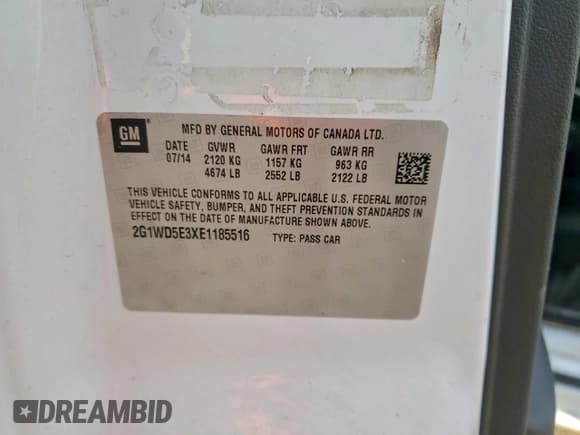 GM
MFD BY GENERAL MOTORS OF CANADA LTD.
DATE GVWR GAWR FRT GAWR RR
07/14 2120 KG 1157 KG 963 KG
4674 LB 2552 LB 2122 LB
THIS VEHICLE CONFORMS TO ALL APPLICABLE U.S. FEDERAL MOTOR
VEHICLE SAFETY, BUMPER, AND THEFT PREVENTION STANDARDS IN
EFFECT ON THE DATE OF MANUFACTURE SHOWN ABOVE.
2G1WD5E3XE1185516 TYPE: PASS CAR
DREAMBID